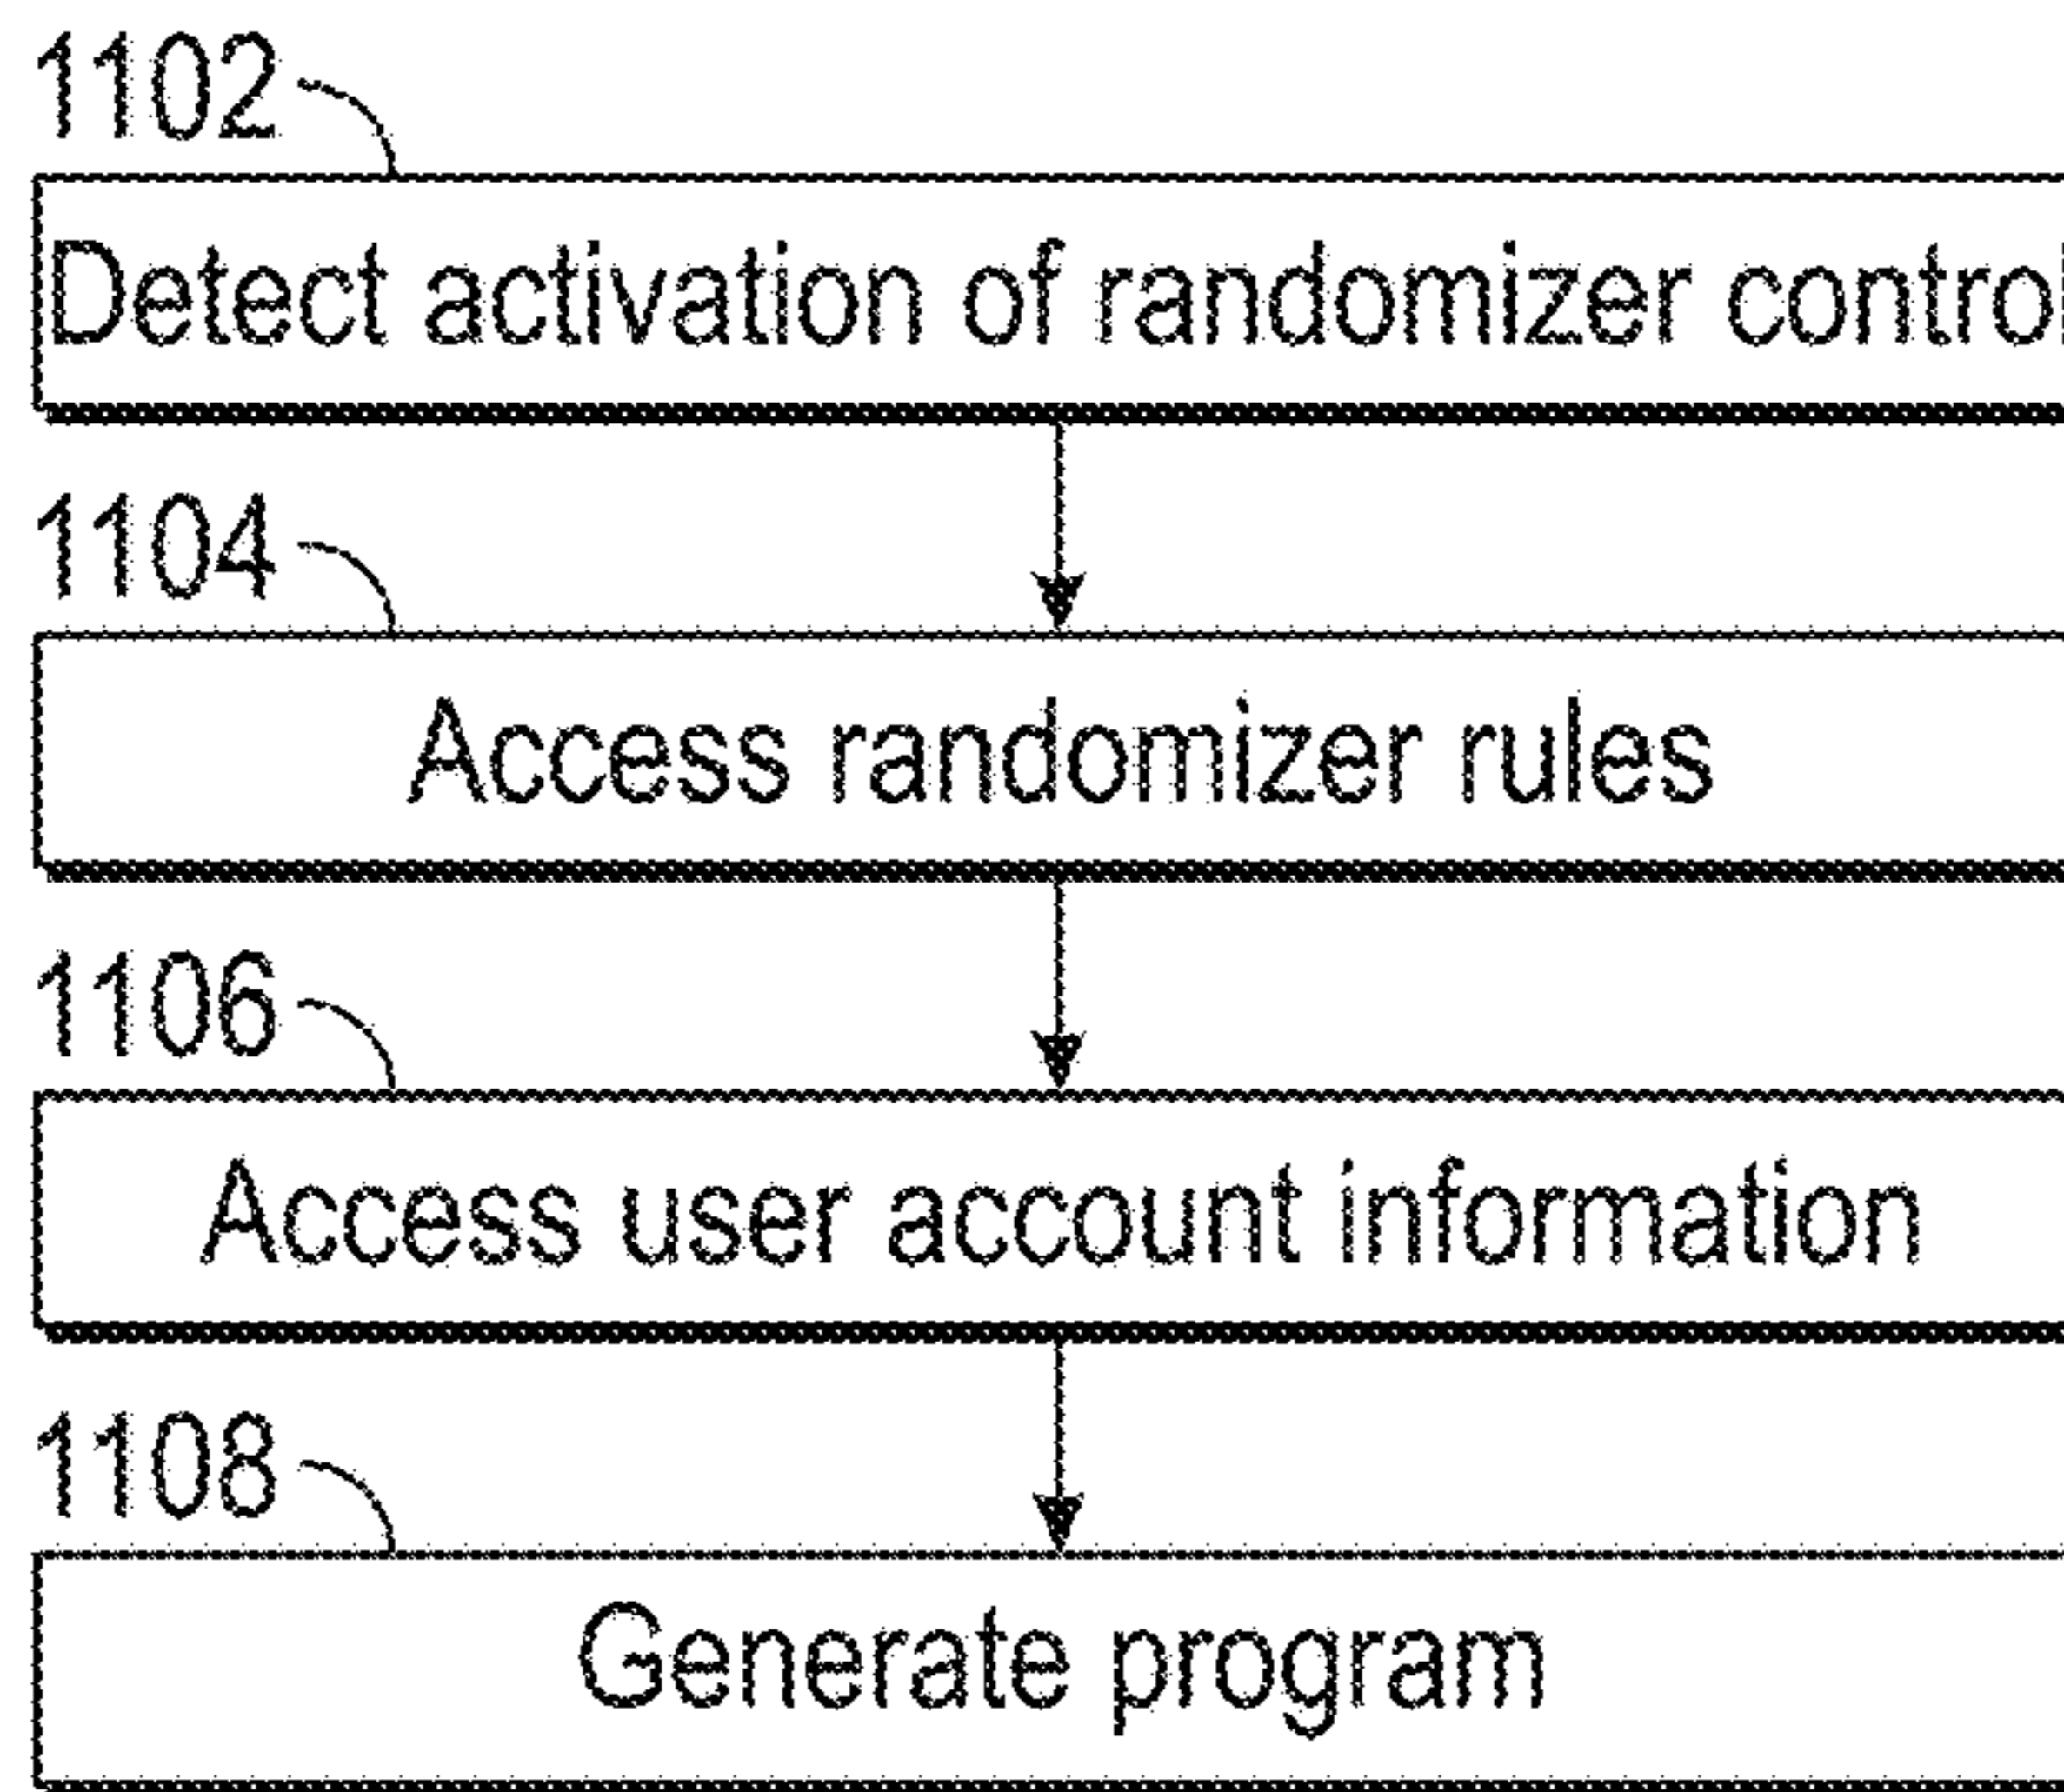 1102
Detect activation of randomizer control
1104
Access randomizer rules
1106
Access user account information
1108
Generate program